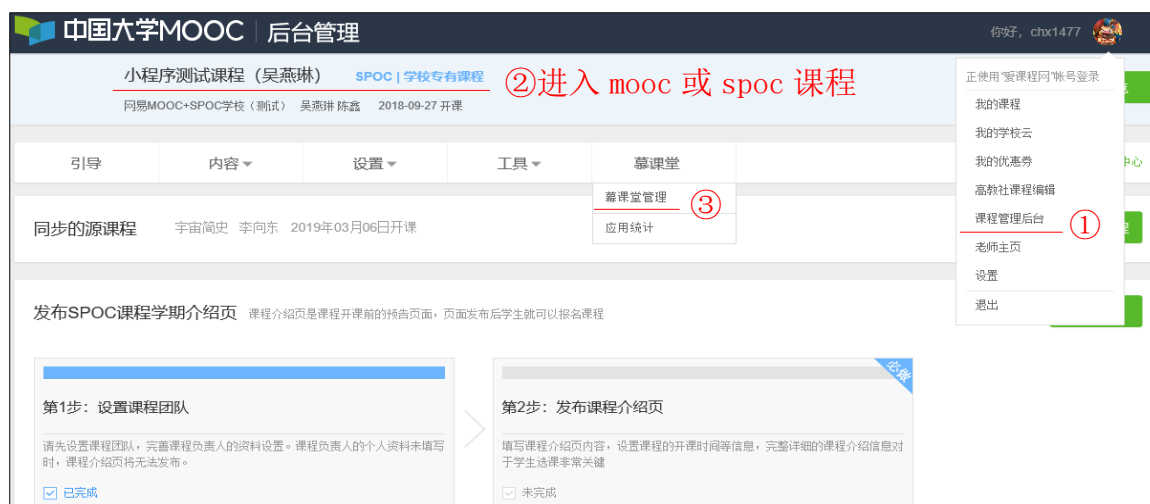 中国大学MOOC 后台管理
你好，chx1477
小程序测试课程（吴燕琳） SPOC | 学校专有课程
②进入 mooc 或 spoc 课程
网易MOOC+SPOC学校（测试） 吴燕琳 陈鑫 2018-09-27 开课
正使用“爱课程网”帐号登录
我的课程
我的学校云
我的优惠券
高教社课程编辑
课程管理后台 ①
老师主页
设置
退出
引导 内容 设置 工具 慕课堂
中心
幕课堂管理 ③
应用统计
同步的源课程 宇宙简史 李向东 2019年03月06日开课
发布SPOC课程学期介绍页 课程介绍页是课程开课前的预告页面，页面发布后学生就可以报名课程
第1步：设置课程团队
请先设置课程团队，完善课程负责人的资料设置。课程负责人的个人资料未填写
时，课程介绍页将无法发布。
已完成
必做
第2步：发布课程介绍页
填写课程介绍页内容，设置课程的开课时间等信息，完整详细的课程介绍信息对
于学生选课非常关键
未完成